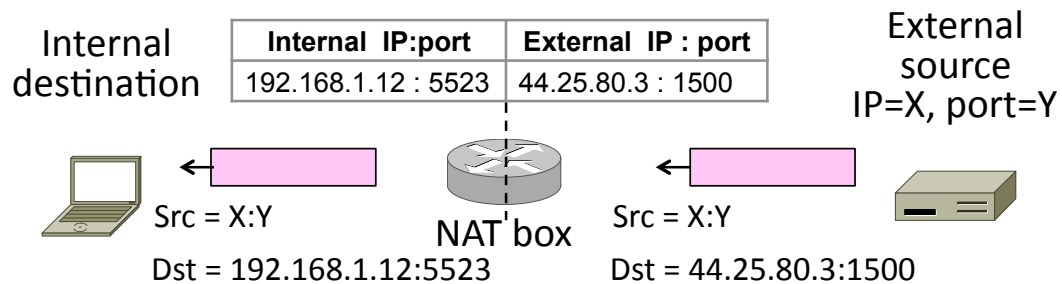 Internal
destination
Internal IP:port External IP : port
192.168.1.12 : 5523 44.25.80.3 : 1500
External
source
IP=X, port=Y
Src = X:Y
Dst = 192.168.1.12:5523
NAT box
Src = X:Y
Dst = 44.25.80.3:1500